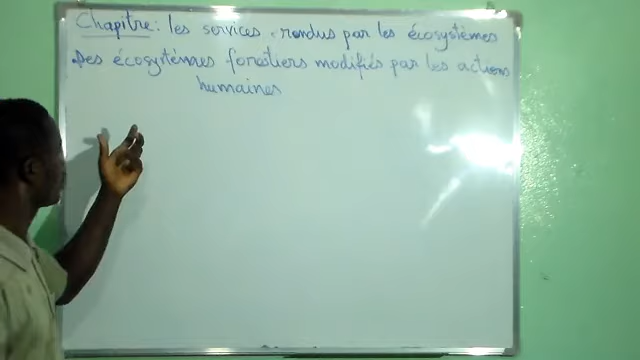 Chapitre: les services rendus par les écosystèmes
Des écosystèmes forestiers modifiés par les actions
humaines